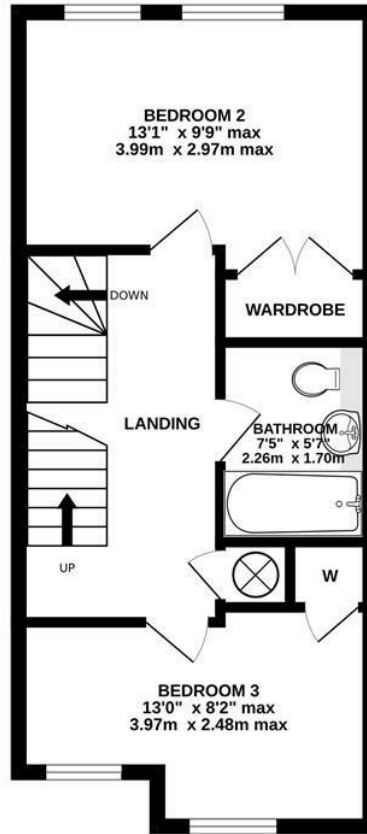 BEDROOM 2
13'1" x 9'9" max
3.99m x 2.97m max
DOWN
WARDROBE
LANDING
BATHROOM
7'5" x 5'7"
2.26m x 1.70m
UP
W
BEDROOM 3
13'0" x 8'2" max
3.97m x 2.48m max